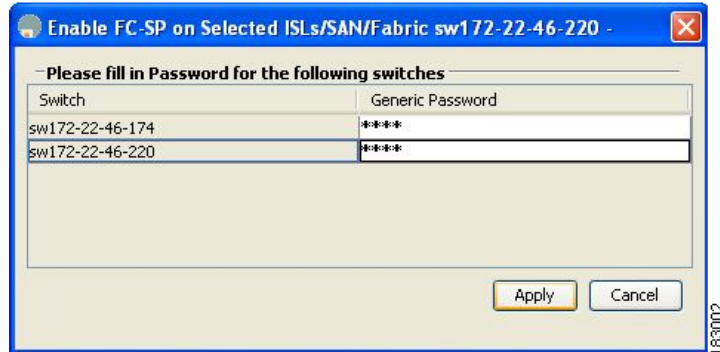 Enable FC-SP on Selected ISLs/SAN/Fabric sw172-22-46-220 -
Please fill in Password for the following switches
Switch Generic Password
sw172-22-46-174 ****
sw172-22-46-220 ****
Apply Cancel
183002